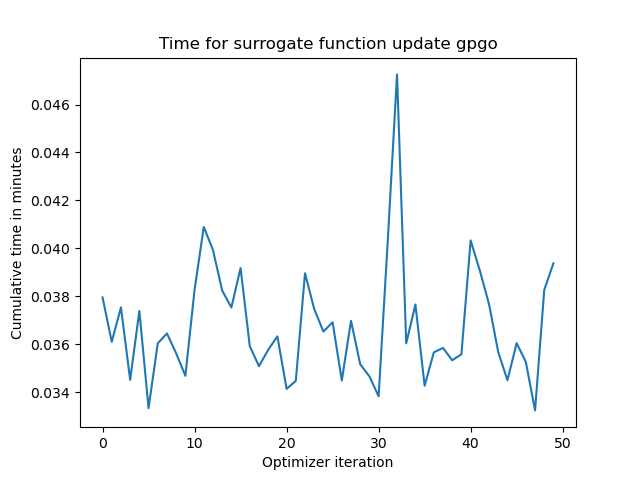 Time for surrogate function update gpgo
Cumulative time in minutes
0.046
0.044
0.042
0.040
0.038
0.036
0.034
0 10 20 30 40 50
Optimizer iteration